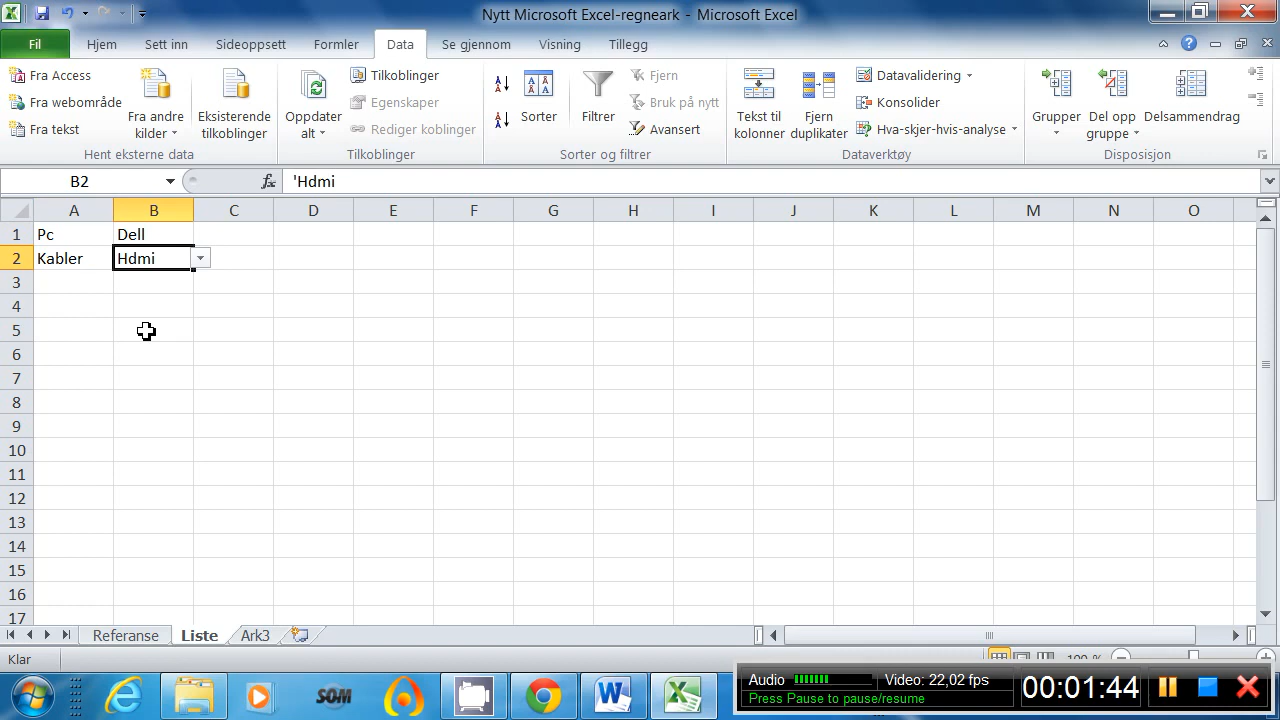 Nytt Microsoft Excel-regneark - Microsoft Excel
Fil Hjem Sett inn Sideoppsett Formler Data Se gjennom Visning Tillegg
Fra Access
Fra webområde
Fra tekst
Fra andre kilder
Eksisterende tilkoblinger
Hent eksterne data
Oppdater alt
Tilkoblinger
Egenskaper
Rediger koblinger
Tilkoblinger
Sorter
Filtrer
Fjern
Bruk på nytt
Avansert
Sorter og filtrer
Tekst til kolonner
Fjern duplikater
Datavalidering
Konsolider
Hva-skjer-hvis-analyse
Dataverktøy
Grupper
Del opp gruppe
Delsammendrag
Disposjon
B2 fx 'Hdmi
A B C D E F G H I J K L M N O
1 Pc Dell
2 Kabler Hdmi
3
4
5
6
7
8
9
10
11
12
13
14
15
16
17
Referanse Liste Ark3
Klar
100 %
SOM
Audio Video: 22,02 fps
Press Pause to pause/resume
00:01:44